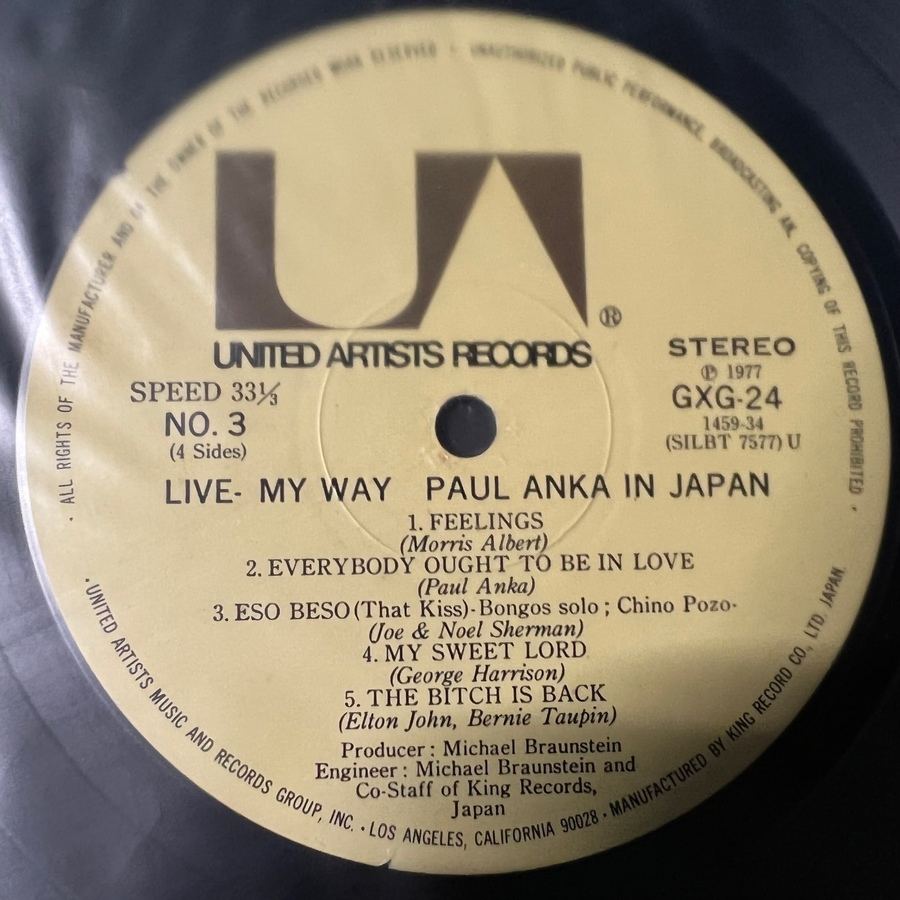 ALL RIGHTS OF THE MANUFACTURER AND OF THE OWNER OF THE RECORDED WORK RESERVED · UNAUTHORIZED PUBLIC PERFORMANCE, BROADCASTING AN, COPYING OF THIS RECORD PROHIBITED ·
UA ®
UNITED ARTISTS RECORDS
STEREO
SPEED 33⅓
Ⓟ 1977
NO. 3
GXG-24
(4 Sides)
1459-34
(SILBT 7577) U
LIVE- MY WAY PAUL ANKA IN JAPAN
1. FEELINGS
(Morris Albert)
2. EVERYBODY OUGHT TO BE IN LOVE
(Paul Anka)
3. ESO BESO (That Kiss)-Bongos solo ; Chino Pozo-
(Joe & Noel Sherman)
4. MY SWEET LORD
(George Harrison)
5. THE BITCH IS BACK
(Elton John, Bernie Taupin)
Producer : Michael Braunstein
Engineer : Michael Braunstein and
Co-Staff of King Records,
Japan
· UNITED ARTISTS MUSIC AND RECORDS GROUP, INC. · LOS ANGELES, CALIFORNIA 90028 · MANUFACTURED BY KING RECORD CO., LTD. JAPAN.